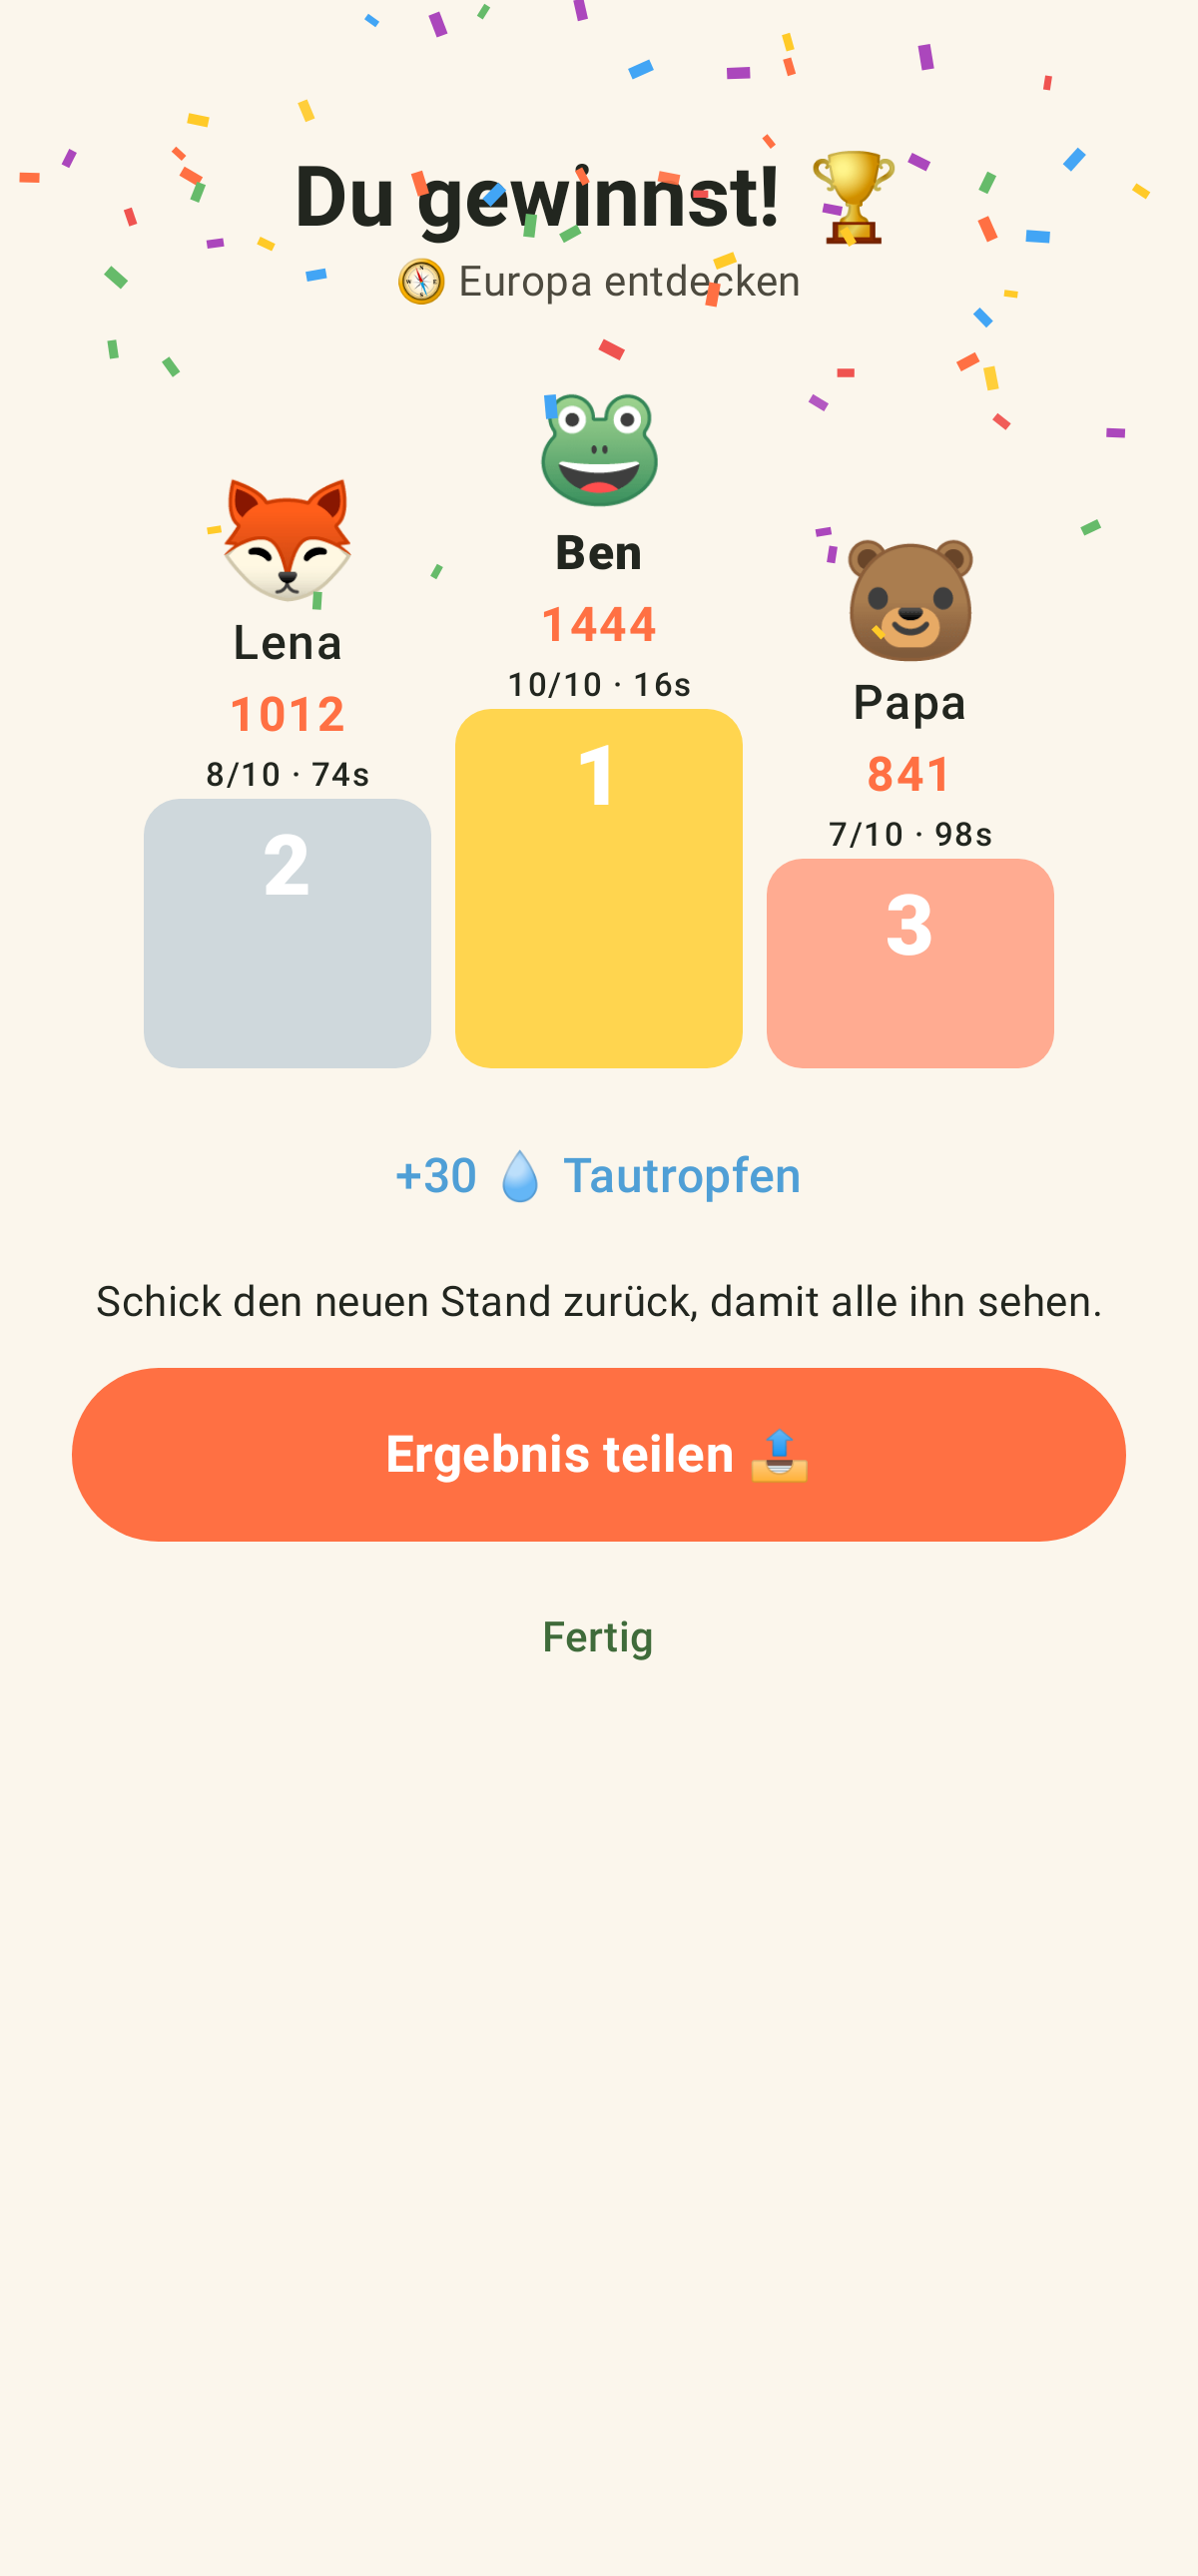 Du gewinnst! 🏆
🧭 Europa entdecken
Ben
1444
10/10 · 16s
1
Lena
1012
8/10 · 74s
2
Papa
841
7/10 · 98s
3
+30 💧 Tautropfen
Schick den neuen Stand zurück, damit alle ihn sehen.
Ergebnis teilen 📤
Fertig